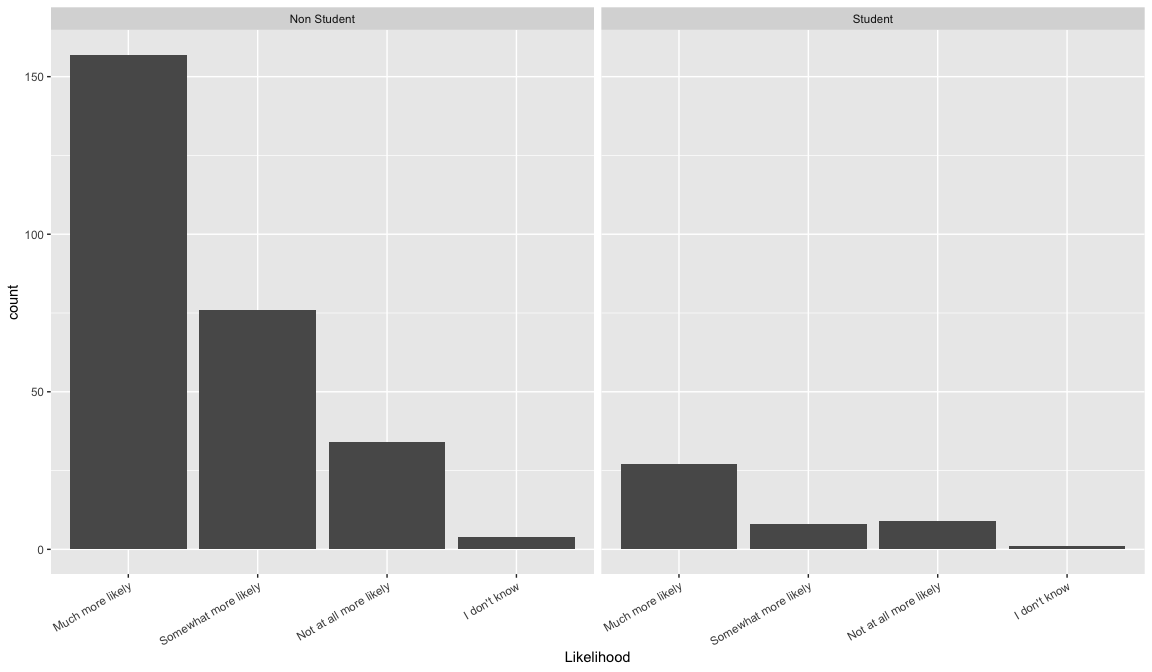 Non Student
Student
count
150
100
50
0
Much more likely
Somewhat more likely
Not at all more likely
I don't know
Much more likely
Somewhat more likely
Not at all more likely
I don't know
Likelihood